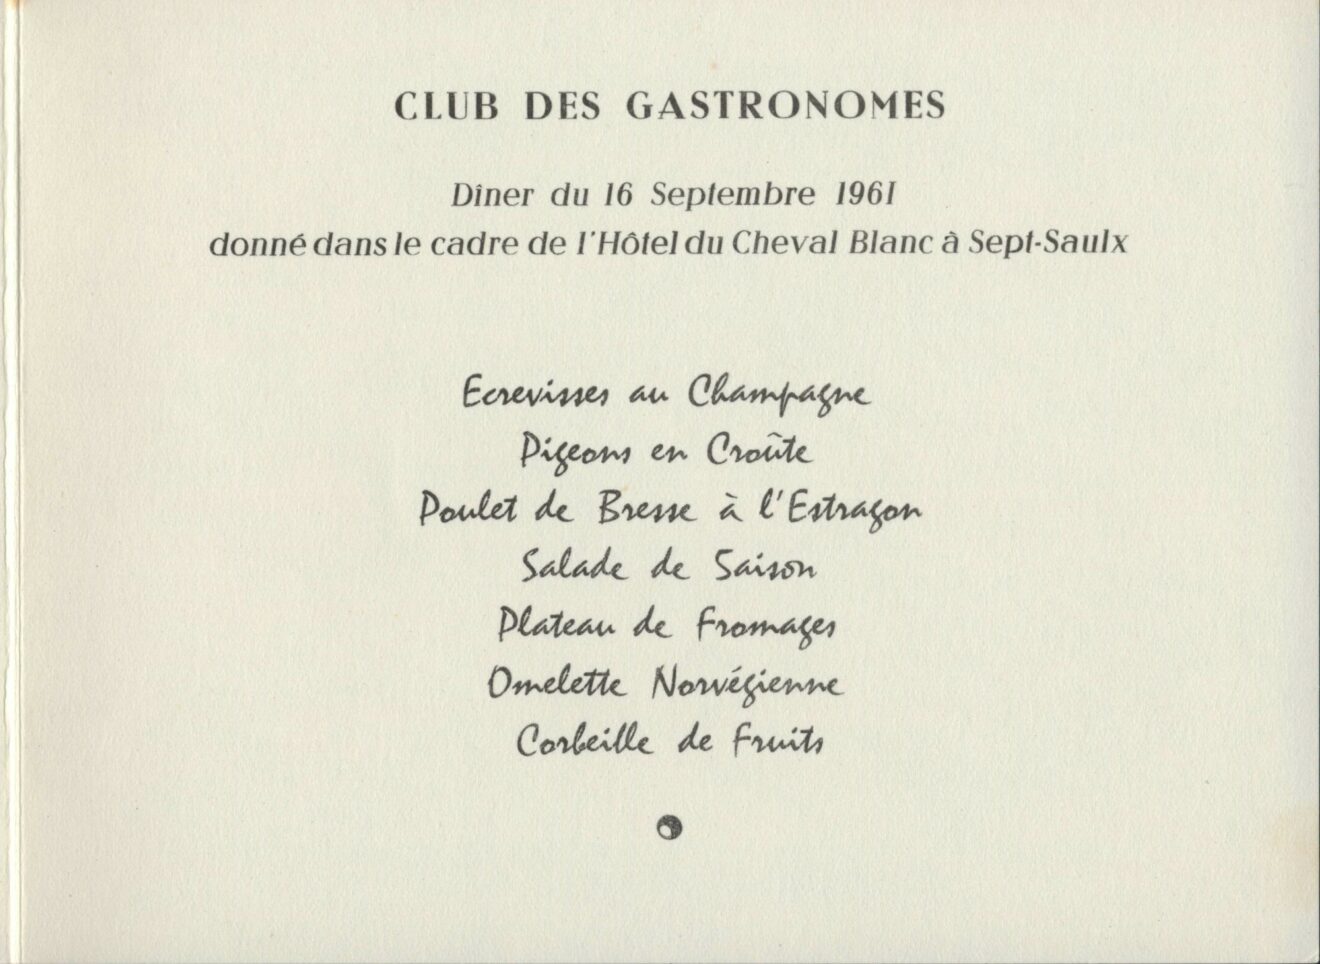 CLUB DES GASTRONOMES
Dîner du 16 Septembre 1961
donné dans le cadre de l'Hôtel du Cheval Blanc à Sept-Saulx
Ecrevisses au Champagne
Pigeons en Croûte
Poulet de Bresse à l'Estragon
Salade de Saison
Plateau de Fromages
Omelette Norvégienne
Corbeille de Fruits